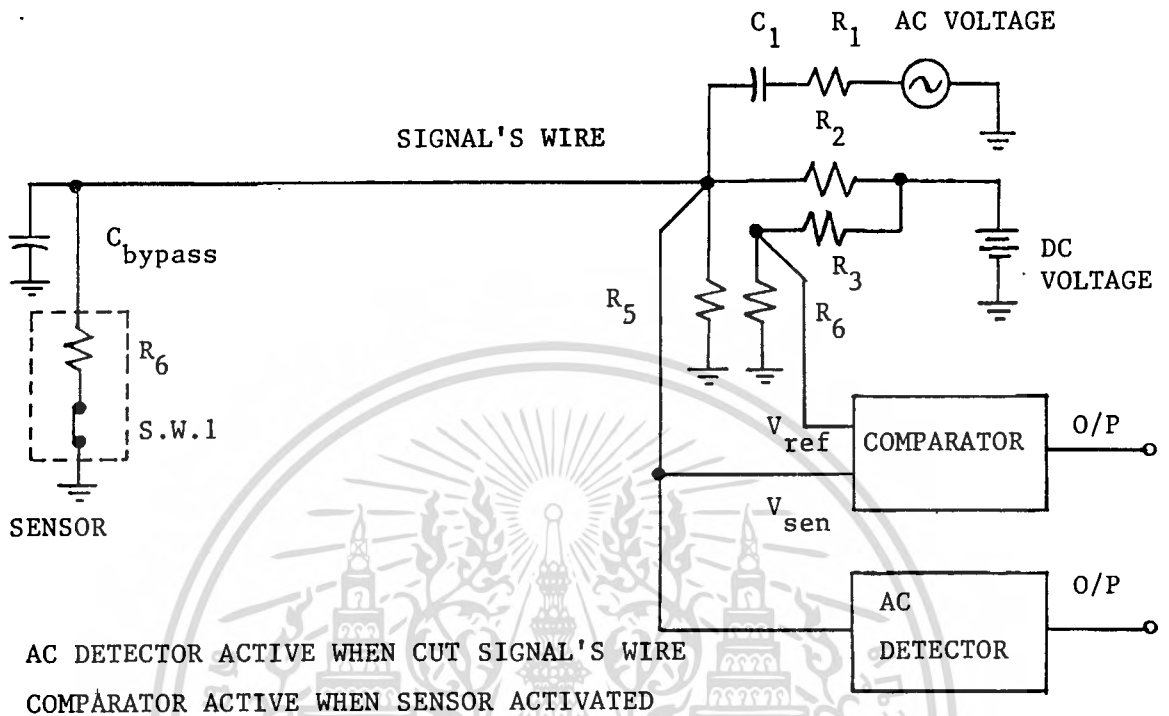 C1 R1 AC VOLTAGE
R2
SIGNAL'S WIRE
Cbypass
R3
DC
VOLTAGE
R5
R6
R6
S.W.1
Vref
COMPARATOR
O/P
Vsen
SENSOR
AC
DETECTOR
O/P
AC DETECTOR ACTIVE WHEN CUT SIGNAL'S WIRE
COMPARATOR ACTIVE WHEN SENSOR ACTIVATED